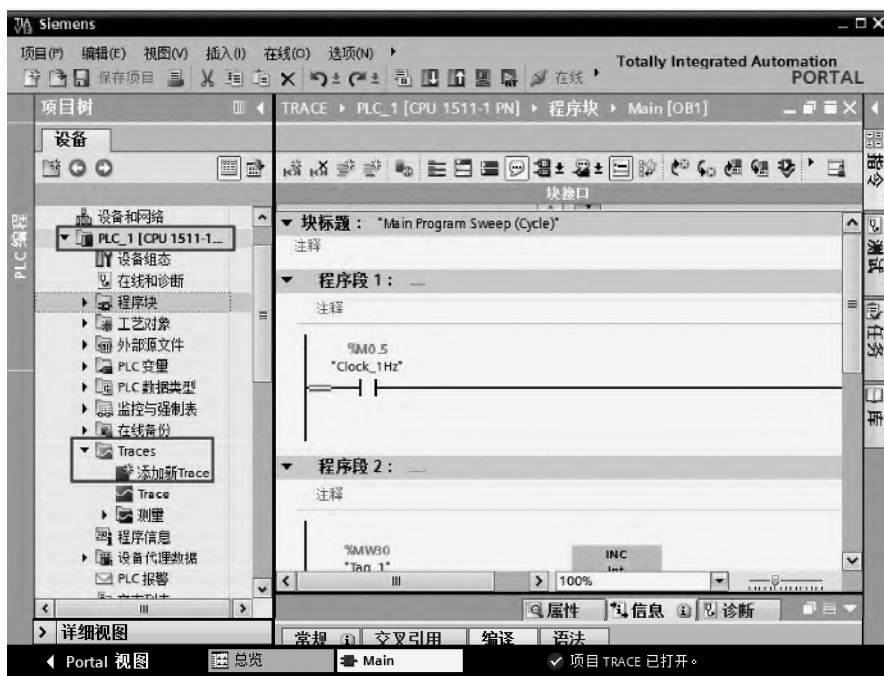 Siemens
项目(P) 编辑(E) 视图(V) 插入(I) 在线(O) 选项(N)
Totally Integrated Automation
PORTAL
保存项目 在线
项目树
TRACE PLC_1 [CPU 1511-1 PN] 程序块 Main [OB1]
设备
块接口
PLC 编程
设备和网络
PLC_1 [CPU 1511-1...
设备组态
在线和诊断
程序块
工艺对象
外部源文件
PLC 变量
PLC 数据类型
监控与强制表
在线备份
Traces
添加新Trace
Trace
测量
程序信息
设备代理数据
PLC 报警
块标题： "Main Program Sweep (Cycle)"
注释
程序段 1： .....
注释
%M0.5
"Clock_1Hz"
程序段 2： .....
注释
%MW30
"Tag_1"
INC
Int
100%
测试
任务
库
属性 信息 诊断
详细视图
常规 交叉引用 编译 语法
Portal 视图 总览 Main 项目 TRACE 已打开。